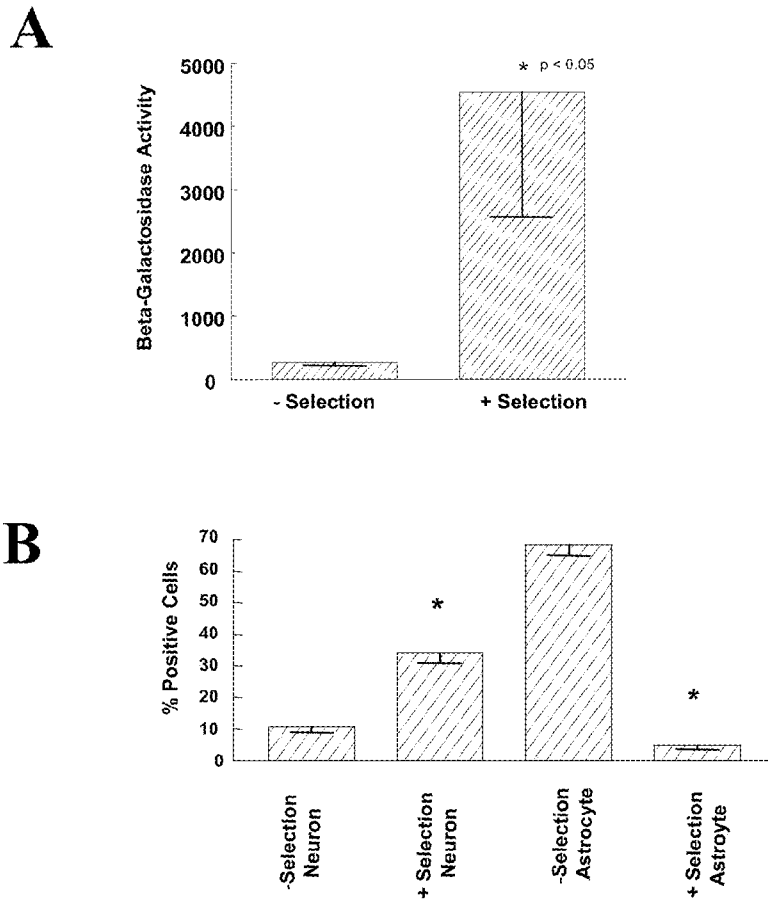 A
* p < 0.05
5000
4000
3000
2000
1000
0
Beta-Galactosidase Activity
- Selection
+ Selection
B
70
60
50
40
30
20
10
0
% Positive Cells
*
*
-Selection
Neuron
+ Selection
Neuron
-Selection
Astrocyte
+ Selection
Astroyte